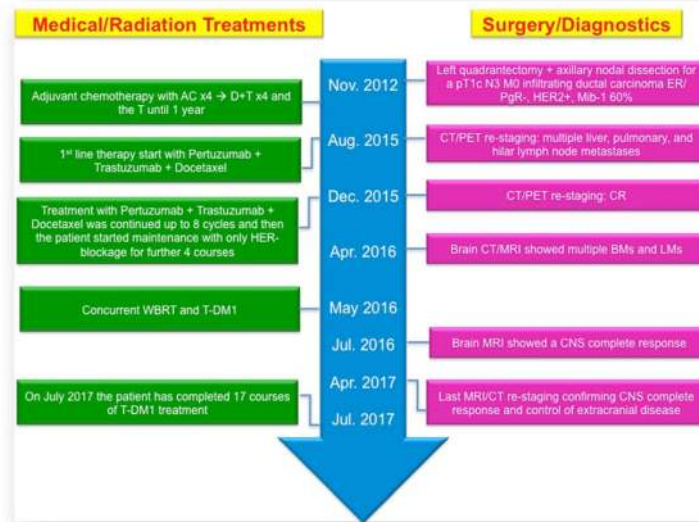 Medical/Radiation Treatments
Surgery/Diagnostics
Nov. 2012
Left quadrantectomy + axillary nodal dissection for
a pT1c N3 M0 infiltrating ductal carcinoma ER/
PgR-, HER2+, Mib-1 60%
Adjuvant chemotherapy with AC x4 → D+T x4 and
the T until 1 year
Aug. 2015
CT/PET re-staging: multiple liver, pulmonary, and
hilar lymph node metastases
1st line therapy start with Pertuzumab +
Trastuzumab + Docetaxel
Dec. 2015
CT/PET re-staging: CR
Treatment with Pertuzumab + Trastuzumab +
Docetaxel was continued up to 8 cycles and then
the patient started maintenance with only HER-
blockage for further 4 courses
Apr. 2016
Brain CT/MRI showed multiple BMs and LMs
Concurrent WBRT and T-DM1
May 2016
Jul. 2016
Brain MRI showed a CNS complete response
Apr. 2017
Last MRI/CT re-staging confirming CNS complete
response and control of extracranial disease
On July 2017 the patient has completed 17 courses
of T-DM1 treatment
Jul. 2017